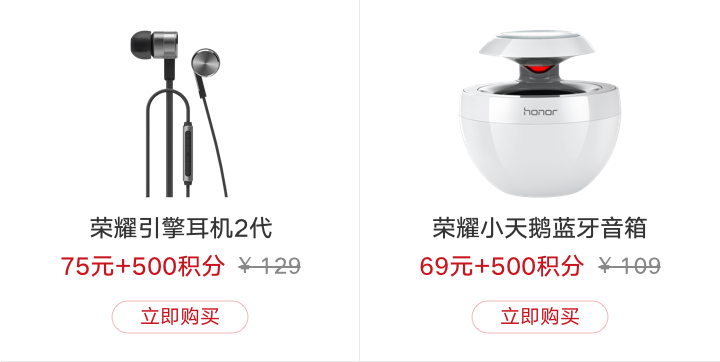 honor
荣耀引擎耳机2代
75元+500积分 ¥ 129
立即购买
荣耀小天鹅蓝牙音箱
69元+500积分 ¥ 109
立即购买